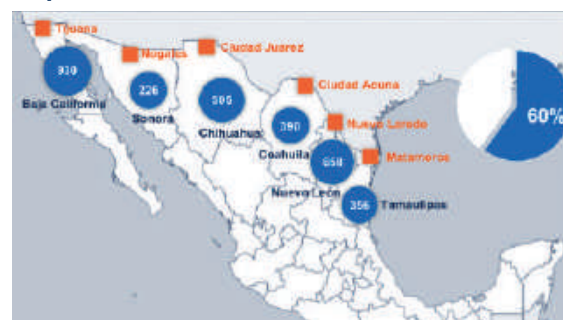 Tijuana
Nogales
Ciudad Juarez
930
Baja California
226
Sonora
505
Chihuahua
Ciudad Acuna
390
Coahuila
Nuevo Laredo
60%
Matamoros
658
Nuevo León
356
Tamaulipas